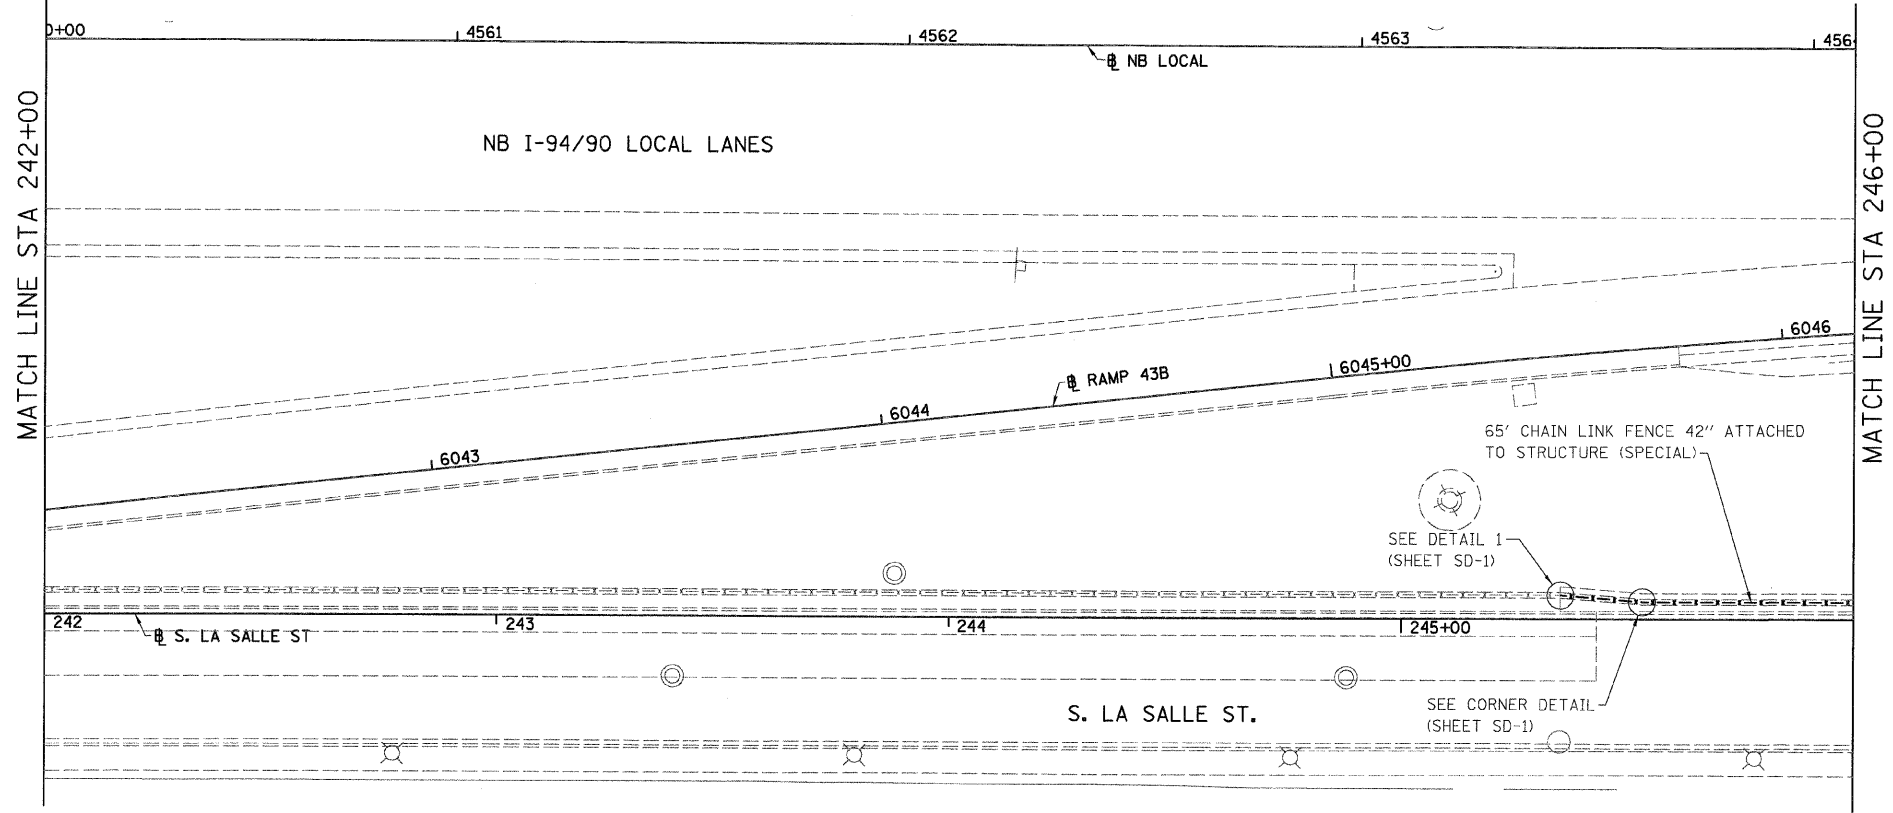 0+00
4561
4562
4563
456
℄ NB LOCAL
MATCH LINE STA 242+00
NB I-94/90 LOCAL LANES
MATCH LINE STA 246+00
6046
6045+00
℄ RAMP 43B
6044
6043
65' CHAIN LINK FENCE 42" ATTACHED
TO STRUCTURE (SPECIAL)
SEE DETAIL 1
(SHEET SD-1)
242
243
244
245+00
℄ S. LA SALLE ST
SEE CORNER DETAIL
(SHEET SD-1)
S. LA SALLE ST.